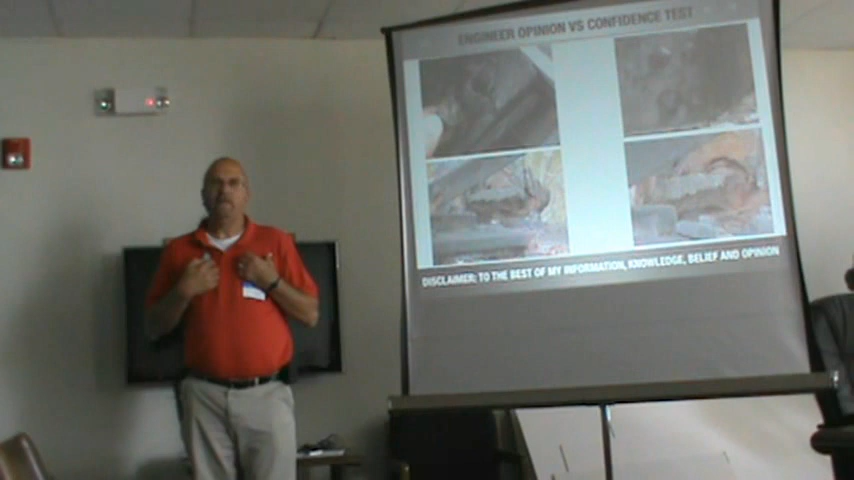 ENGINEER OPINION VS CONFIDENCE TEST
DISCLAIMER: TO THE BEST OF MY INFORMATION, KNOWLEDGE, BELIEF AND OPINION